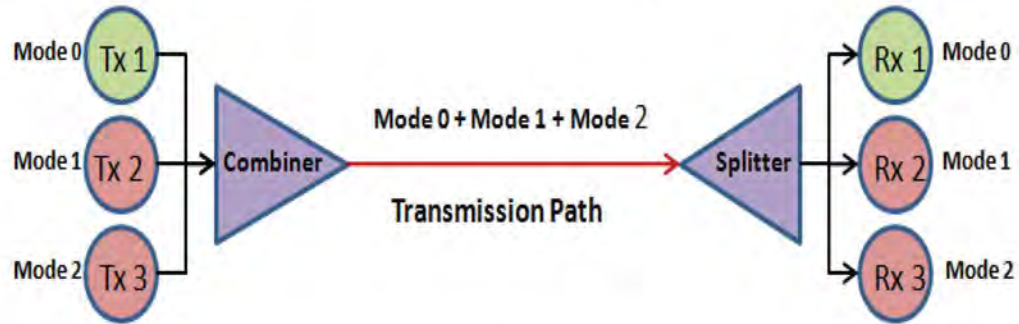 Mode 0
Tx 1
Rx 1
Mode 0
Mode 0 + Mode 1 + Mode 2
Mode 1
Tx 2
Combiner
Splitter
Rx 2
Mode 1
Transmission Path
Mode 2
Tx 3
Rx 3
Mode 2